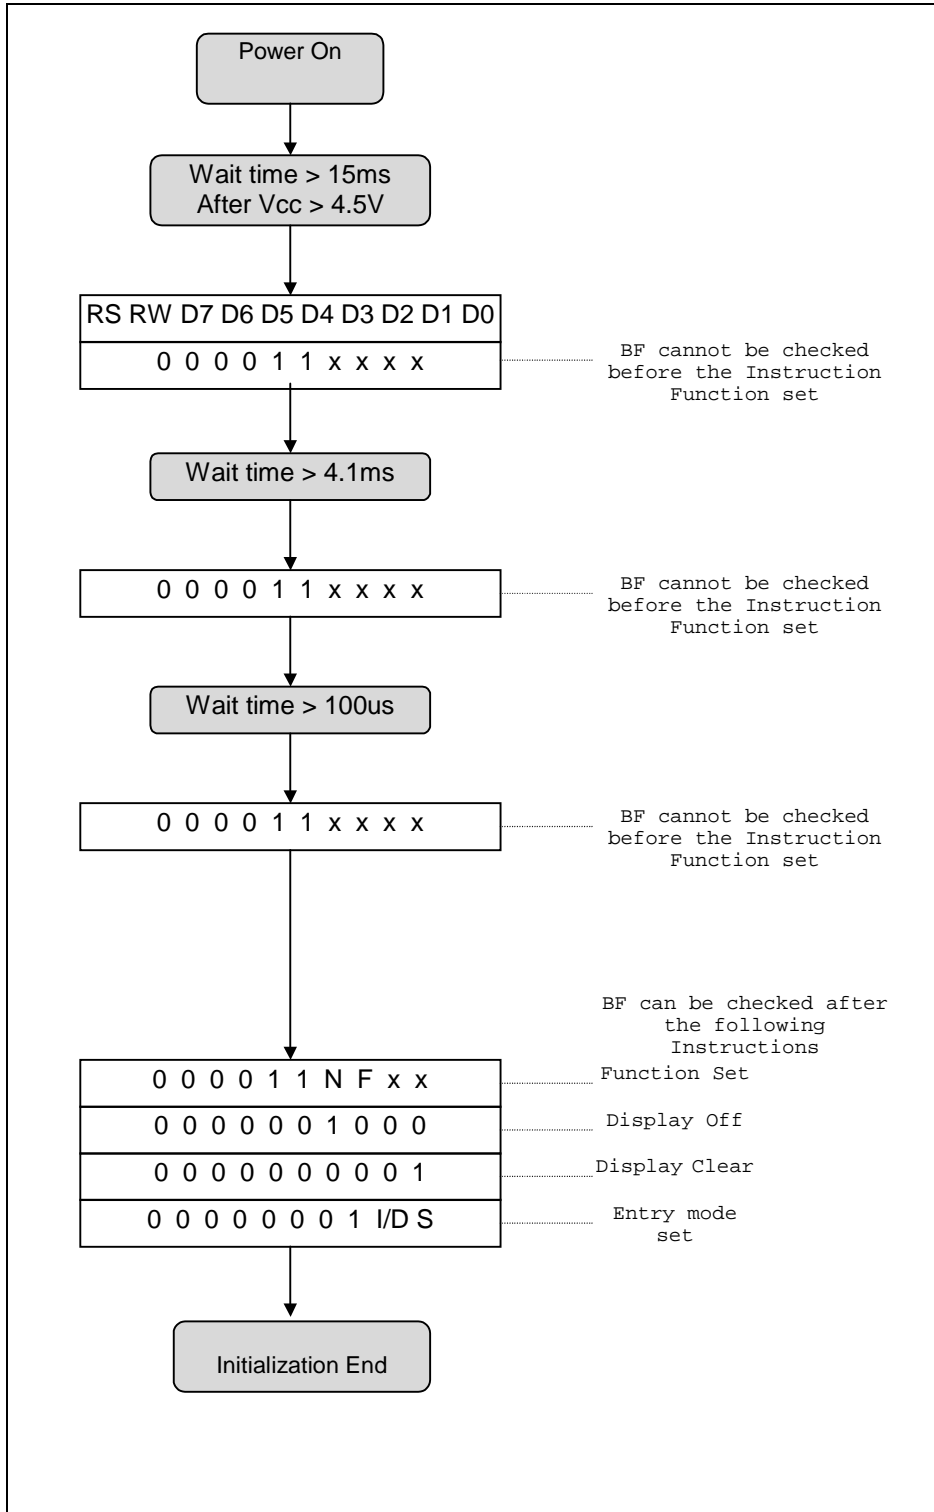 Power On
Wait time > 15ms
After Vcc > 4.5V
RS RW D7 D6 D5 D4 D3 D2 D1 D0
0 0 0 0 1 1 x x x x
BF cannot be checked
before the Instruction
Function set
Wait time > 4.1ms
0 0 0 0 1 1 x x x x
BF cannot be checked
before the Instruction
Function set
Wait time > 100us
0 0 0 0 1 1 x x x x
BF cannot be checked
before the Instruction
Function set
BF can be checked after
the following
Instructions
0 0 0 0 1 1 N F x x
Function Set
0 0 0 0 0 0 1 0 0 0
Display Off
0 0 0 0 0 0 0 0 0 1
Display Clear
0 0 0 0 0 0 0 1 I/D S
Entry mode
set
Initialization End